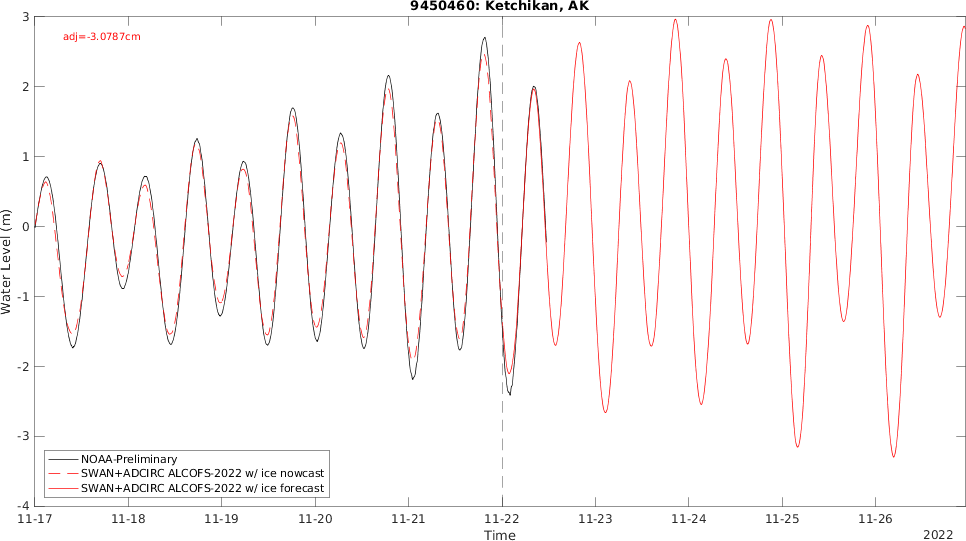 9450460: Ketchikan, AK
adj=-3.0787cm
3
2
1
0
-1
-2
-3
-4
Water Level (m)
NOAA-Preliminary
SWAN+ADCIRC ALCOFS-2022 w/ ice nowcast
SWAN+ADCIRC ALCOFS-2022 w/ ice forecast
11-17 11-18 11-19 11-20 11-21 11-22 11-23 11-24 11-25 11-26
Time
2022